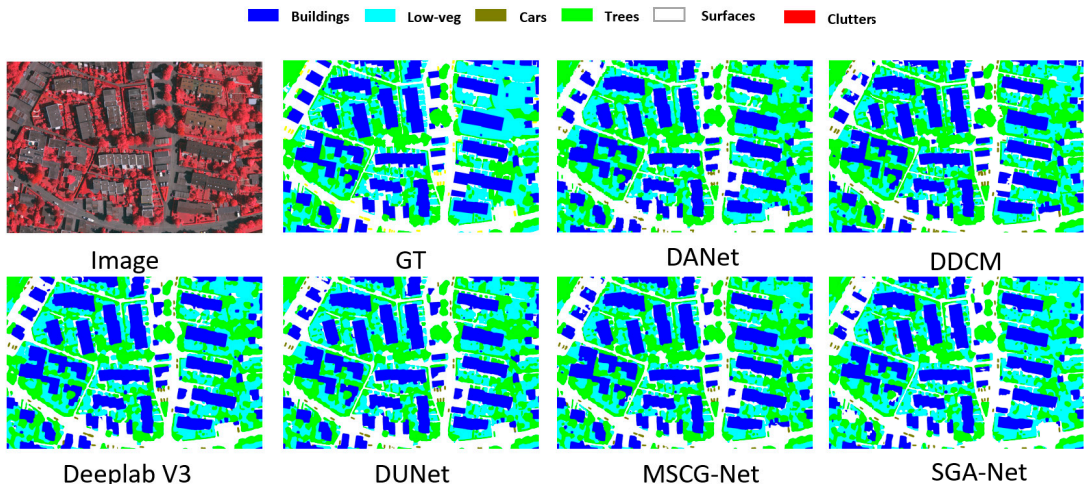 Buildings Low-veg Cars Trees Surfaces Clutters
Image GT DANet DDCM
Deeplab V3 DUNet MSCG-Net SGA-Net